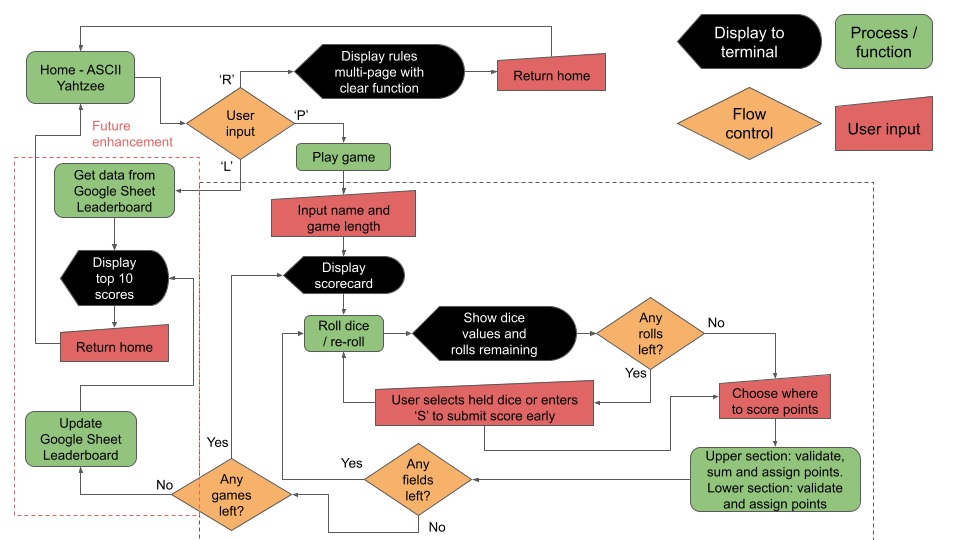 Home - ASCII
Yahtzee
'R'
Display rules
multi-page with
clear function
Return home
Display to
terminal
Process /
function
Flow
control
User input
User
input
'P'
Future
enhancement
'L'
Play game
Get data from
Google Sheet
Leaderboard
Input name and
game length
Display
top 10
scores
Display
scorecard
Return home
Roll dice
/ re-roll
Show dice
values and
rolls remaining
Any
rolls
left?
No
Yes
User selects held dice or enters
'S' to submit score early
Choose where
to score points
Update
Google Sheet
Leaderboard
Yes
Any
games
left?
No
Yes
Any
fields
left?
No
Upper section: validate,
sum and assign points.
Lower section: validate
and assign points